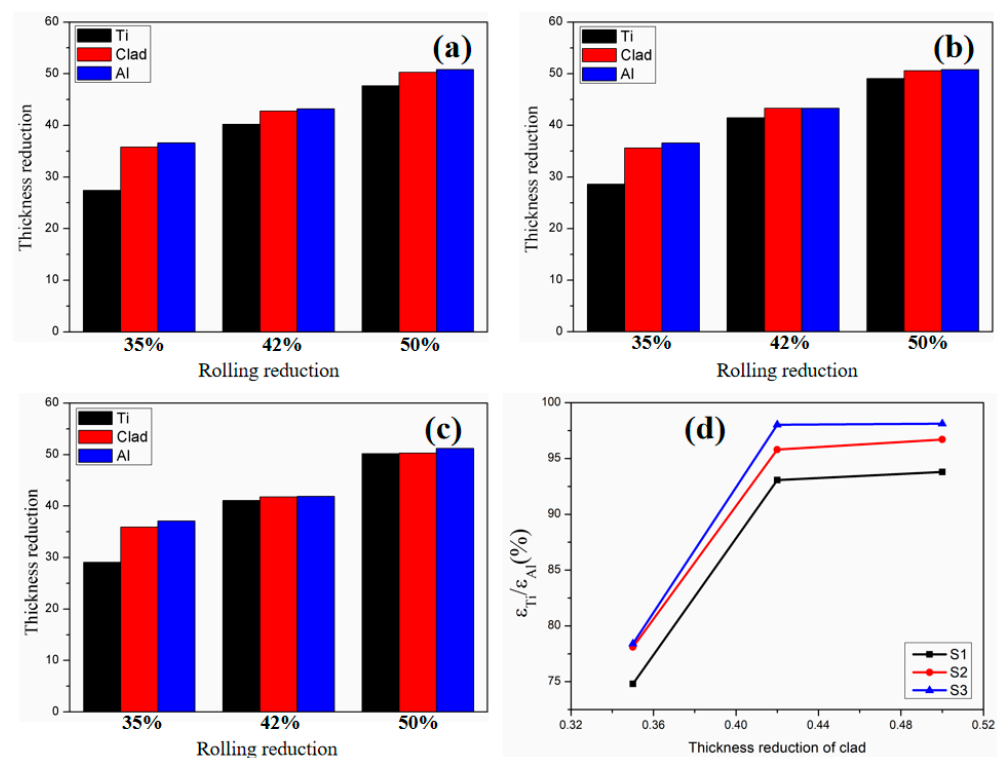 60
50
40
30
20
10
0
Thickness reduction
Ti
Clad
Al
(a)
35% 42% 50%
Rolling reduction
60
50
40
30
20
10
0
Thickness reduction
Ti
Clad
Al
(b)
35% 42% 50%
Rolling reduction
60
50
40
30
20
10
0
Thickness reduction
Ti
Clad
Al
(c)
35% 42% 50%
Rolling reduction
100
95
90
85
80
75
ε_Ti/ε_Al(%)
(d)
S1
S2
S3
0.32 0.36 0.40 0.44 0.48 0.52
Thickness reduction of clad